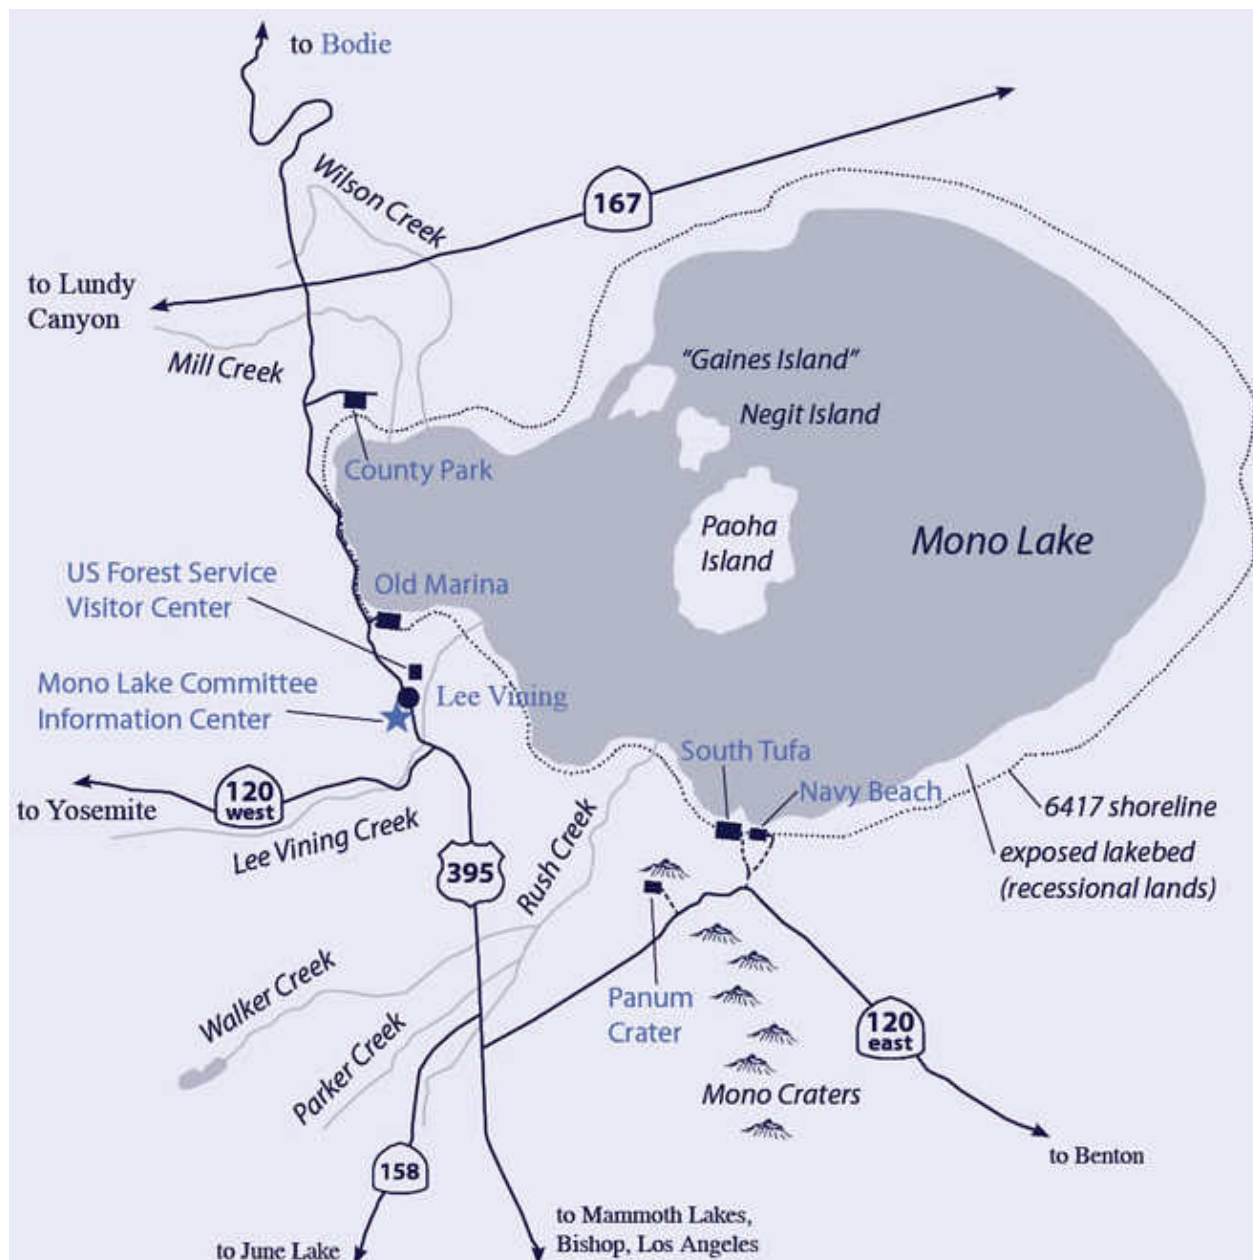 to Bodie
Wilson Creek
167
to Lundy
Canyon
Mill Creek
"Gaines Island"
Negit Island
County Park
Paoha
Island
Mono Lake
US Forest Service
Visitor Center
Old Marina
Mono Lake Committee
Information Center
Lee Vining
South Tufa
Navy Beach
to Yosemite
120
west
Lee Vining Creek
6417 shoreline
exposed lakebed
(recessional lands)
395
Rush Creek
Walker Creek
Parker Creek
Panum
Crater
120
east
Mono Craters
to Benton
158
to June Lake
to Mammoth Lakes,
Bishop, Los Angeles